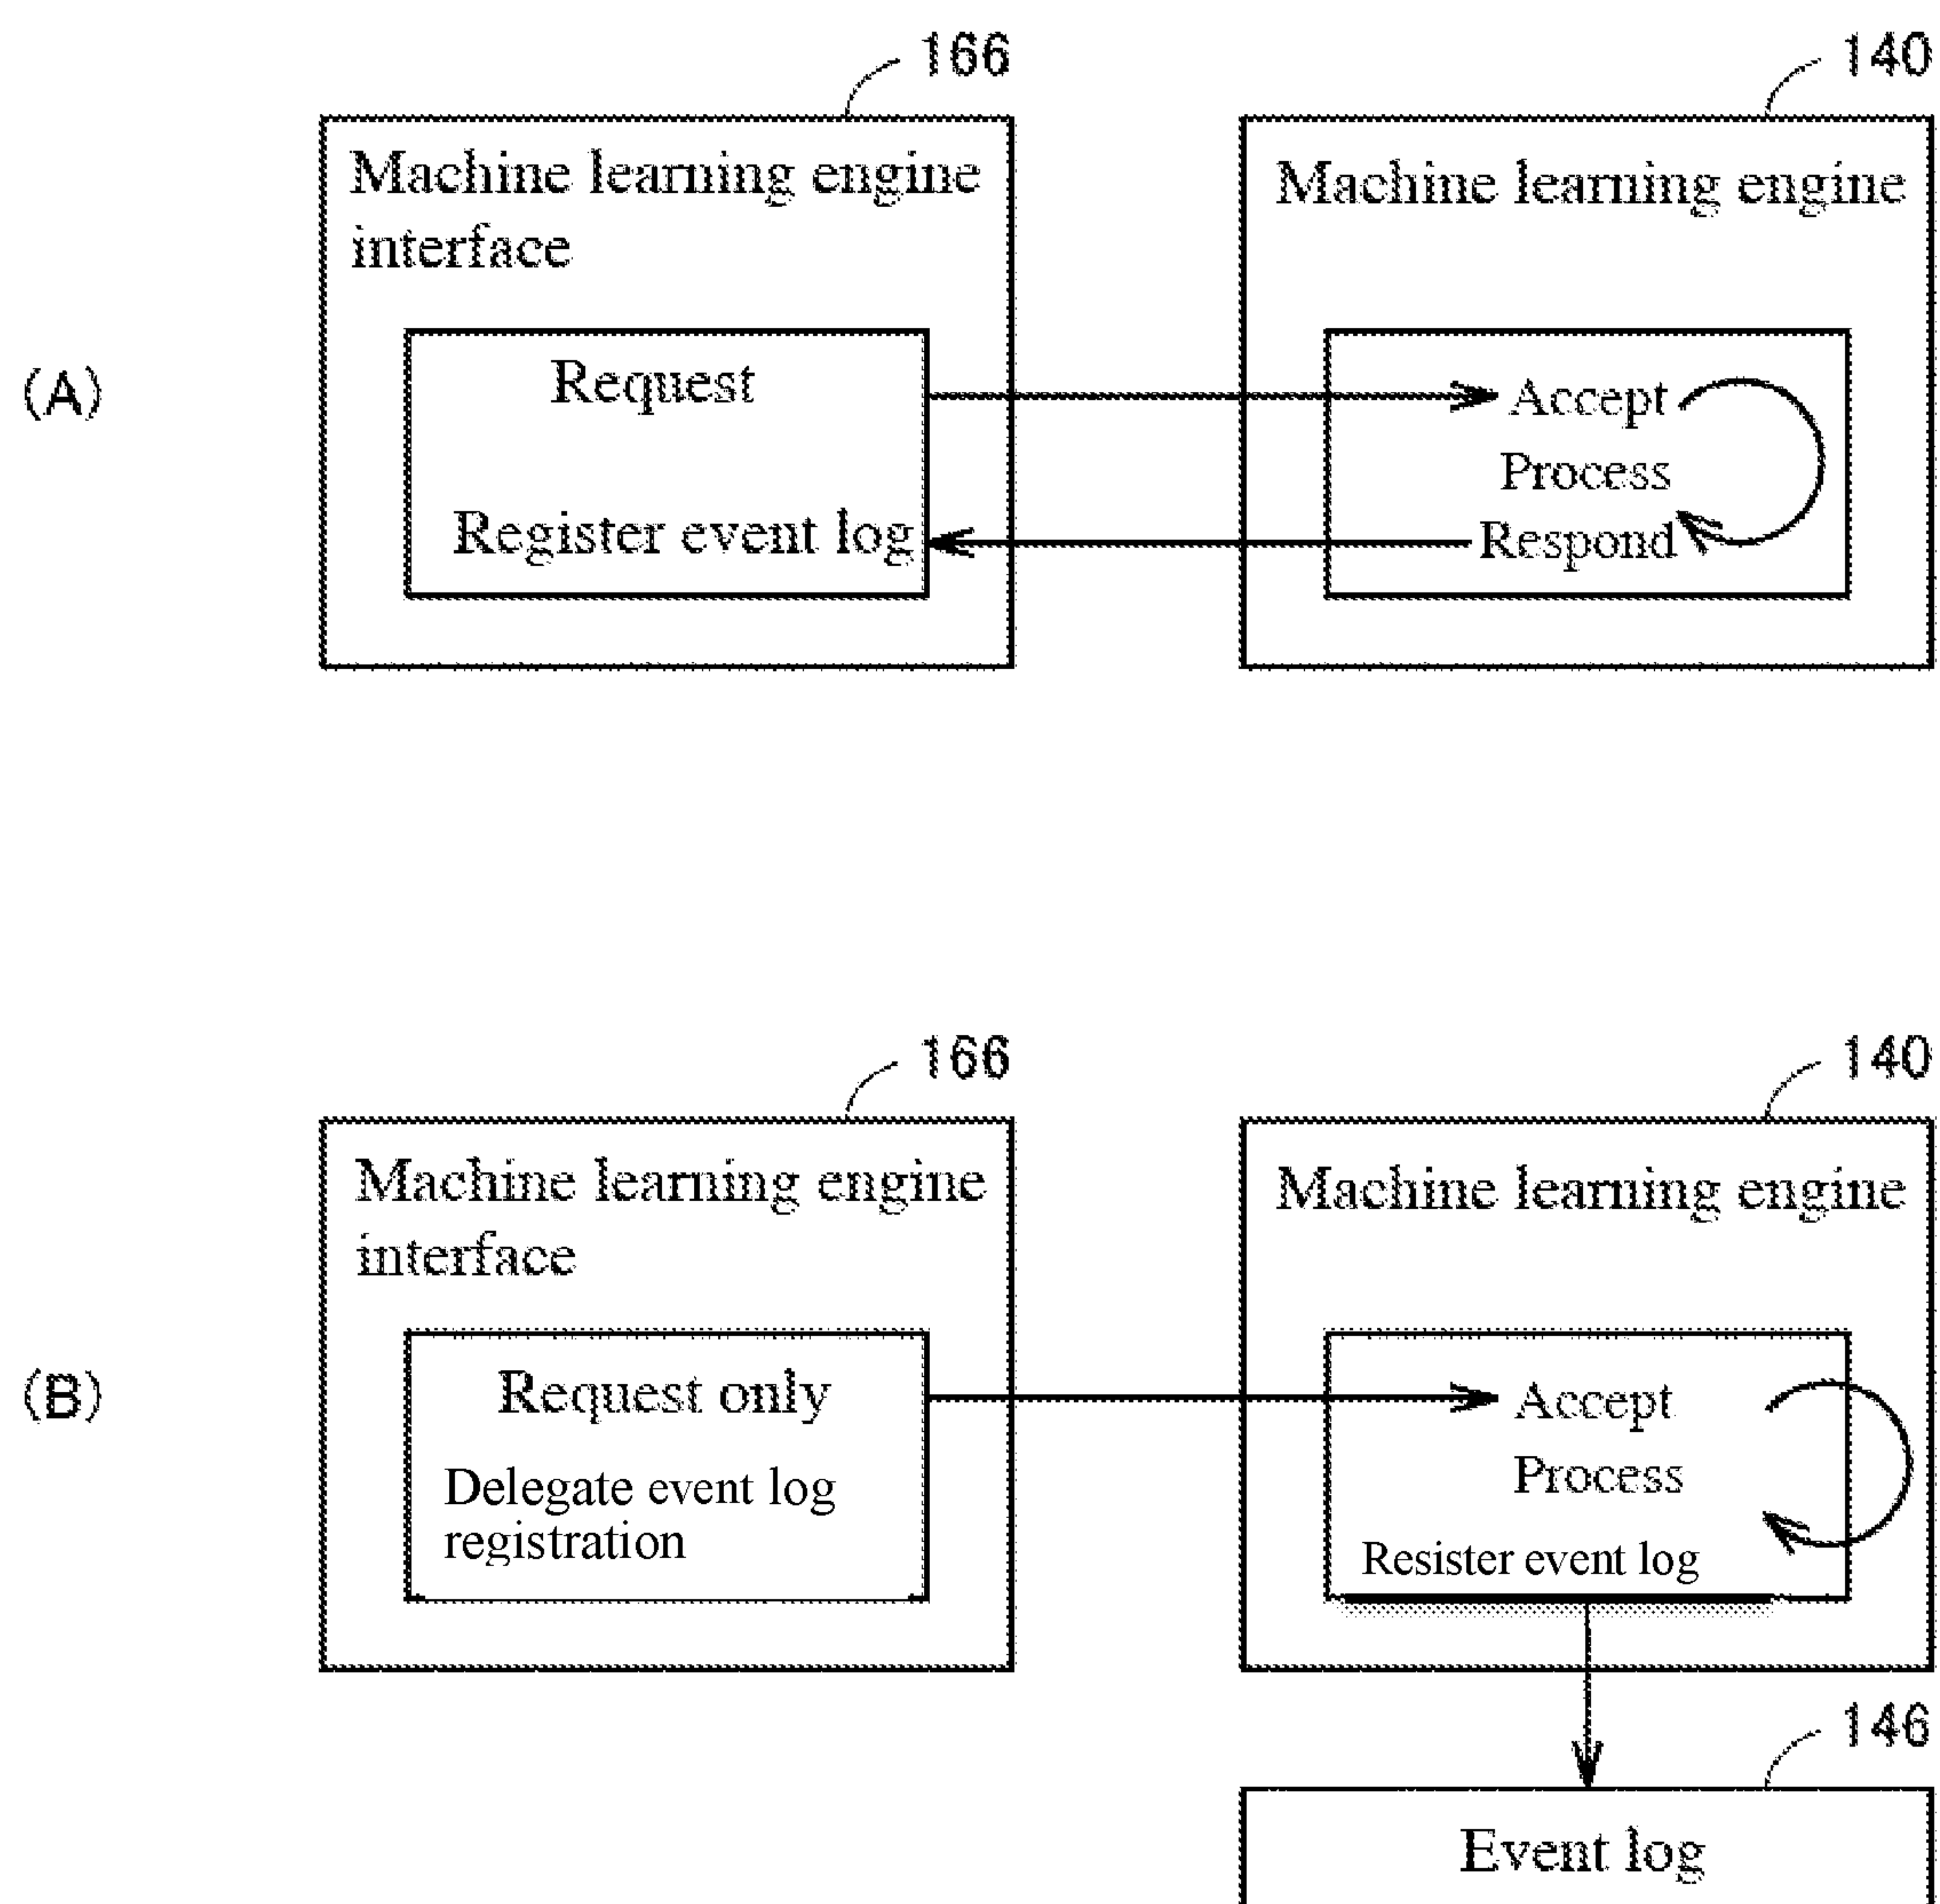 166
140
Machine learning engine
interface
Machine learning engine
(A)
Request
Register event log
Accept
Process
Respond
166
140
Machine learning engine
interface
Machine learning engine
(B)
Request only
Delegate event log
registration
Accept
Process
Resister event log
146
Event log